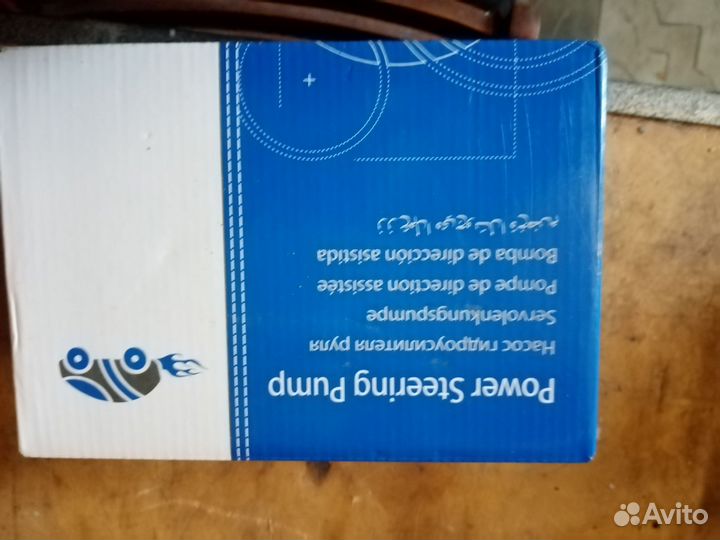 Power Steering Pump
Насос гидроусилителя руля
Servolenkungspumpe
Pompe de direction assistée
Bomba de dirección asistida
Avito